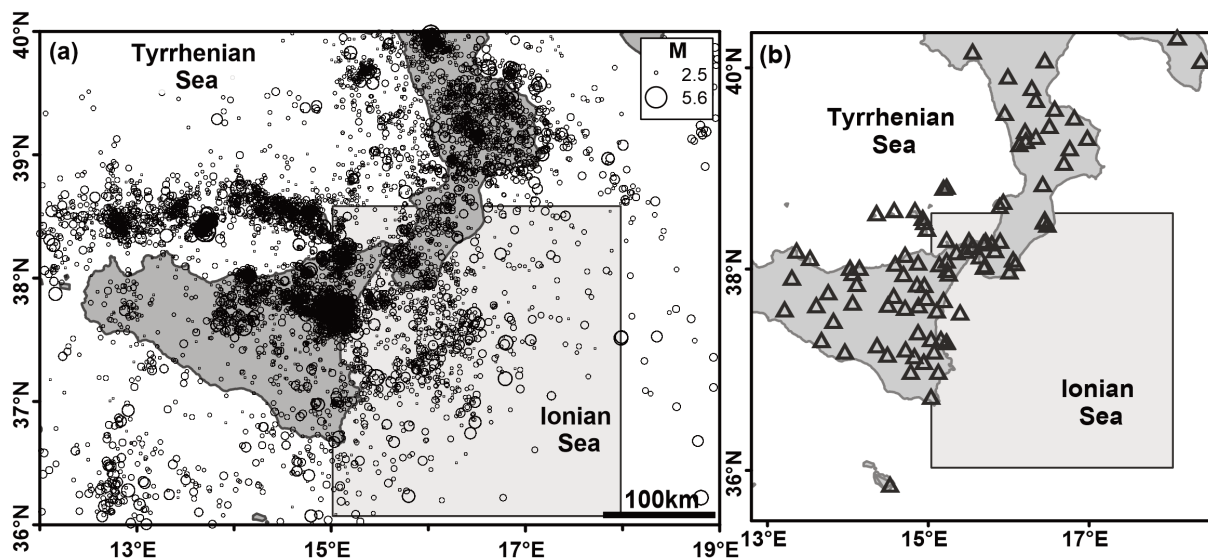 (a)
Tyrrhenian
Sea
M
2.5
5.6
Ionian
Sea
100km
40°N
39°N
38°N
37°N
36°N
13°E
15°E
17°E
19°E
(b)
Tyrrhenian
Sea
Ionian
Sea
40°N
38°N
36°N
13°E
15°E
17°E